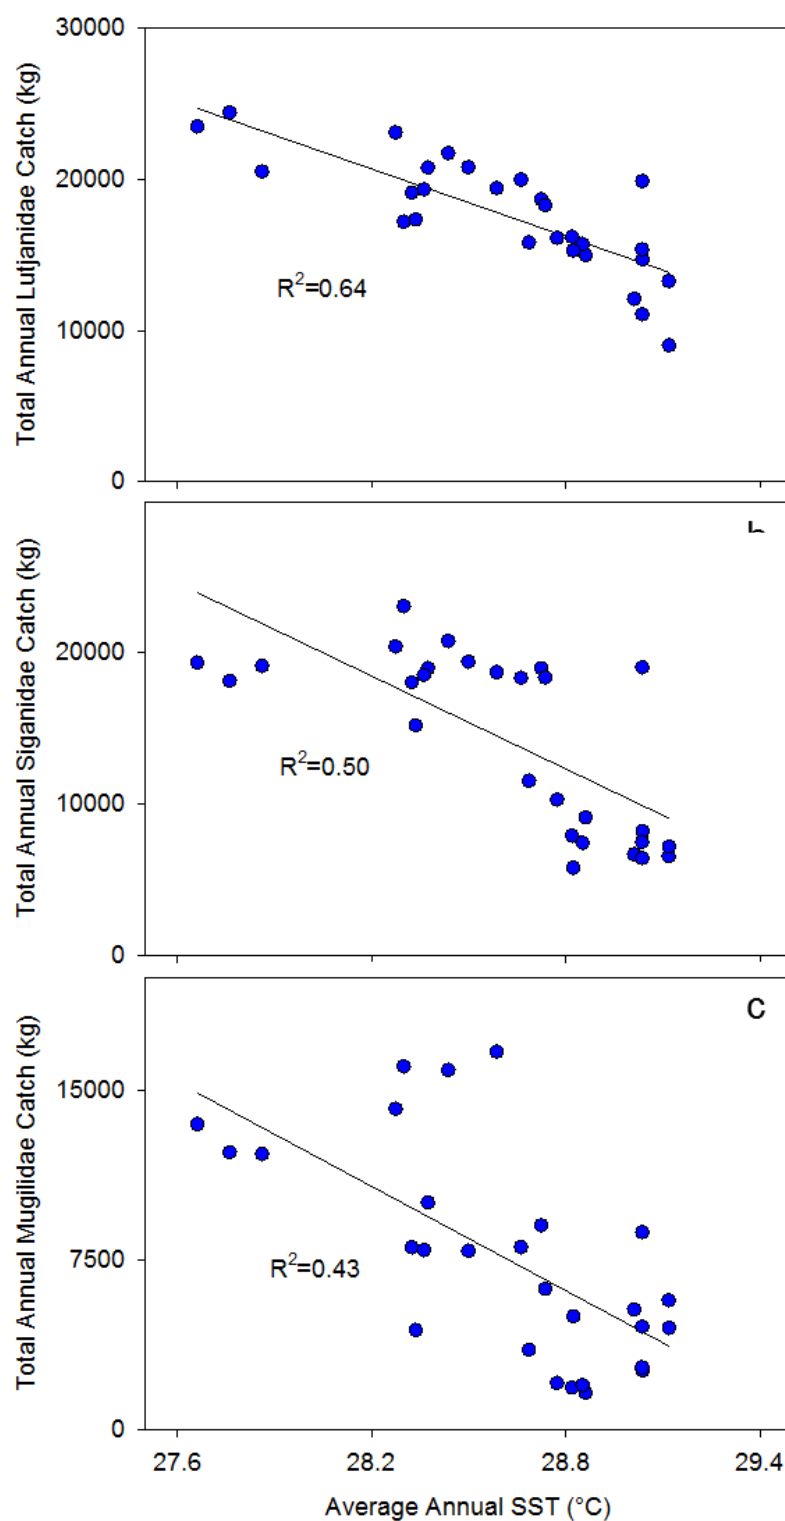 30000
20000
10000
0
Total Annual Lutjanidae Catch (kg)
R²=0.64
b
20000
10000
0
Total Annual Siganidae Catch (kg)
R²=0.50
c
15000
7500
0
Total Annual Mugilidae Catch (kg)
R²=0.43
27.6 28.2 28.8 29.4
Average Annual SST (°C)